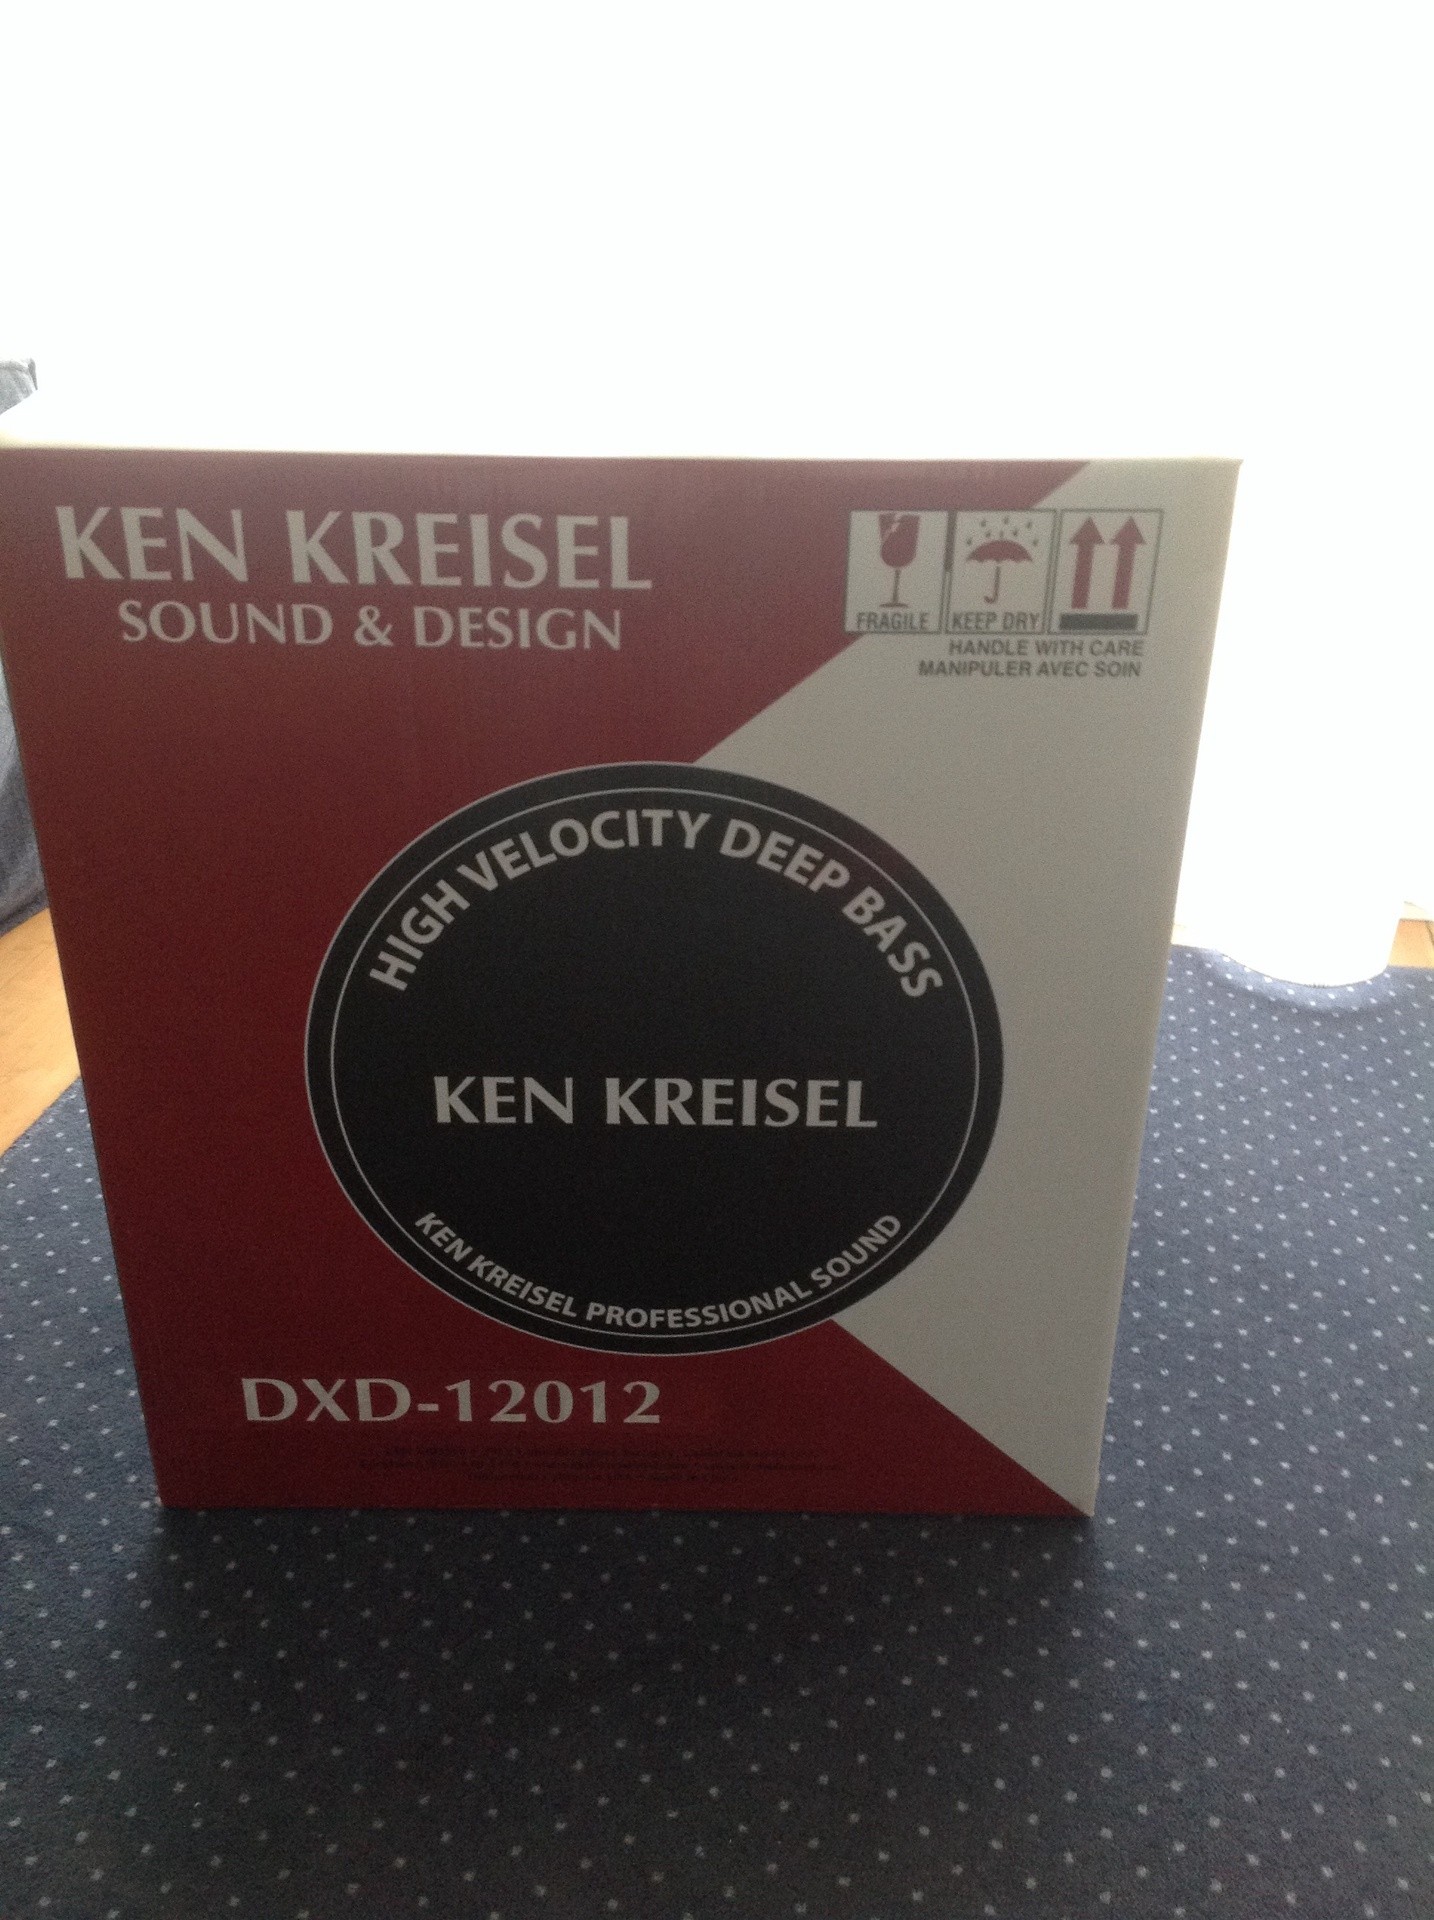 KEN KREISEL
SOUND & DESIGN
FRAGILE
KEEP DRY
HANDLE WITH CARE
MANIPULER AVEC SOIN
HIGH VELOCITY DEEP BASS
KEN KREISEL
KEN KREISEL PROFESSIONAL SOUND
DXD-12012